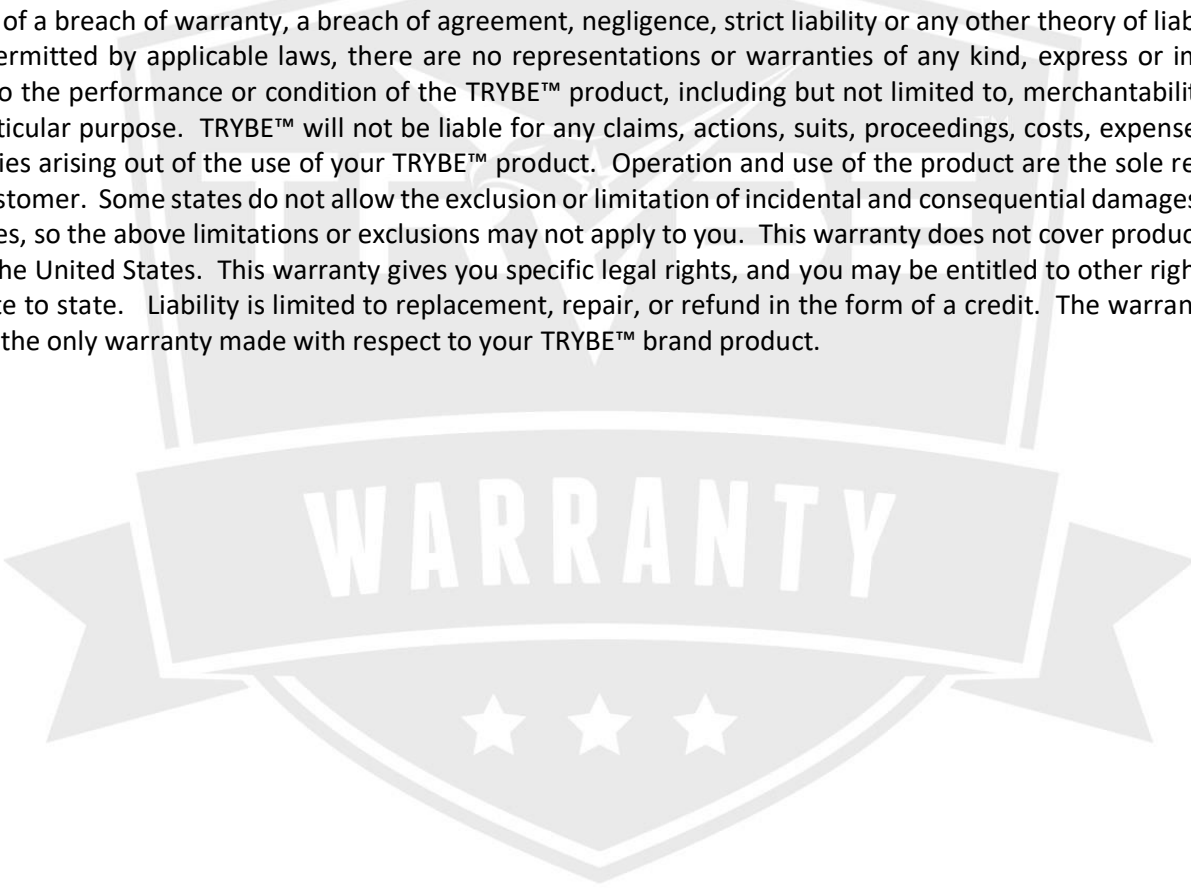 of a breach of warranty, a breach of agreement, negligence, strict liability or any other theory of liab
ermitted by applicable laws, there are no representations or warranties of any kind, express or im
o the performance or condition of the TRYBE™ product, including but not limited to, merchantabilit
ticular purpose. TRYBE™ will not be liable for any claims, actions, suits, proceedings, costs, expense
ies arising out of the use of your TRYBE™ product. Operation and use of the product are the sole re
ustomer. Some states do not allow the exclusion or limitation of incidental and consequential damages
es, so the above limitations or exclusions may not apply to you. This warranty does not cover produc
he United States. This warranty gives you specific legal rights, and you may be entitled to other righ
te to state. Liability is limited to replacement, repair, or refund in the form of a credit. The warran
the only warranty made with respect to your TRYBE™ brand product.
WARRANTY